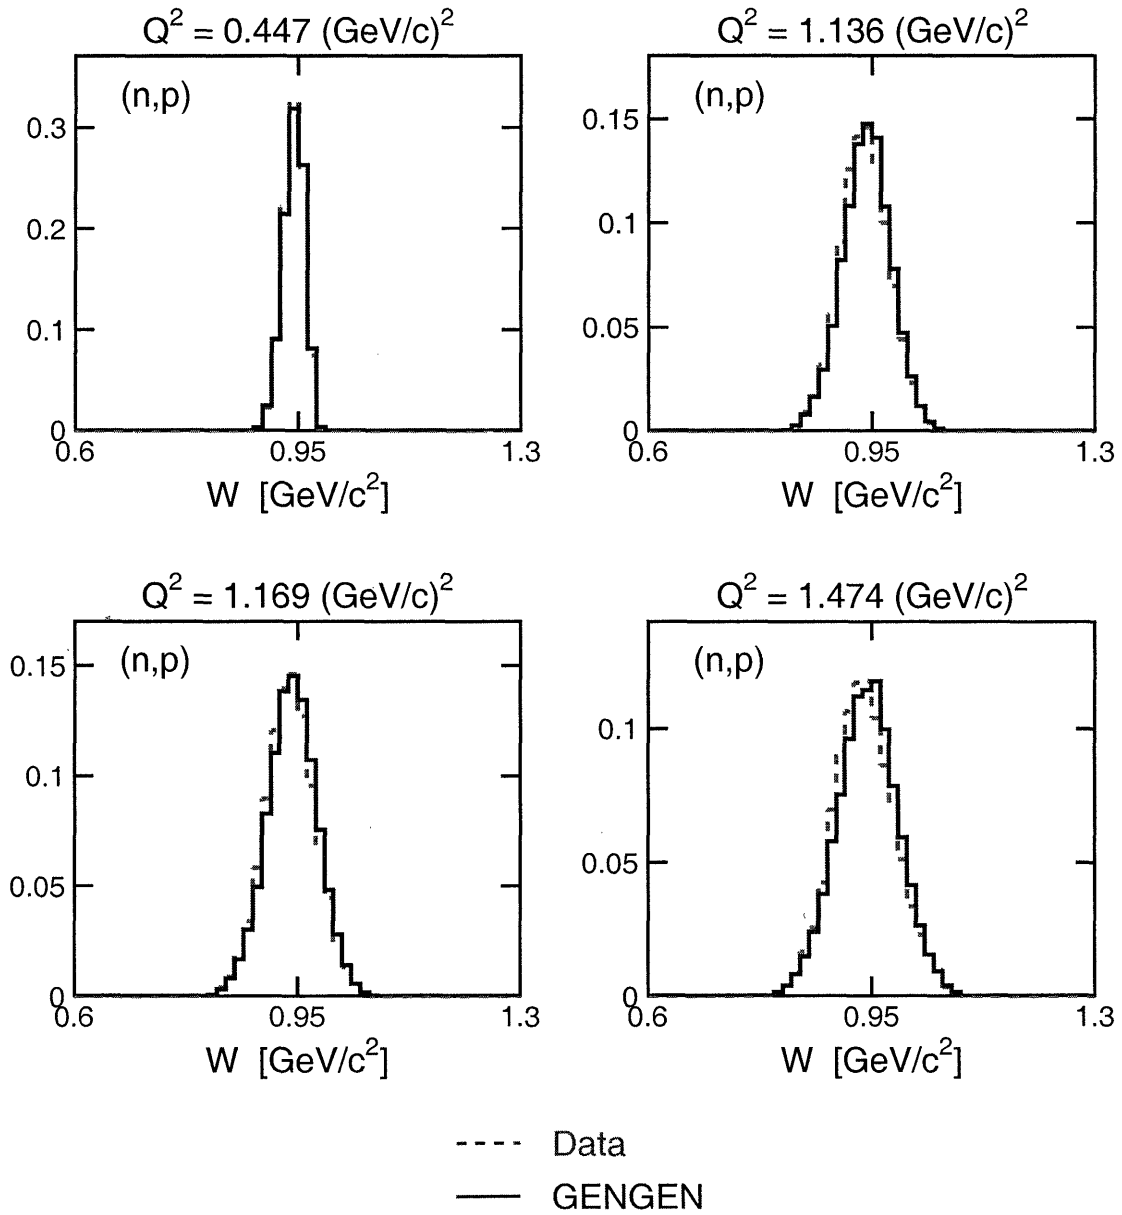 Q² = 0.447 (GeV/c)²
(n,p)
0.3
0.2
0.1
0
0.6
0.95
1.3
W [GeV/c²]
Q² = 1.136 (GeV/c)²
(n,p)
0.15
0.1
0.05
0
0.6
0.95
1.3
W [GeV/c²]
Q² = 1.169 (GeV/c)²
(n,p)
0.15
0.1
0.05
0
0.6
0.95
1.3
W [GeV/c²]
Q² = 1.474 (GeV/c)²
(n,p)
0.1
0.05
0
0.6
0.95
1.3
W [GeV/c²]
Data
GENGEN